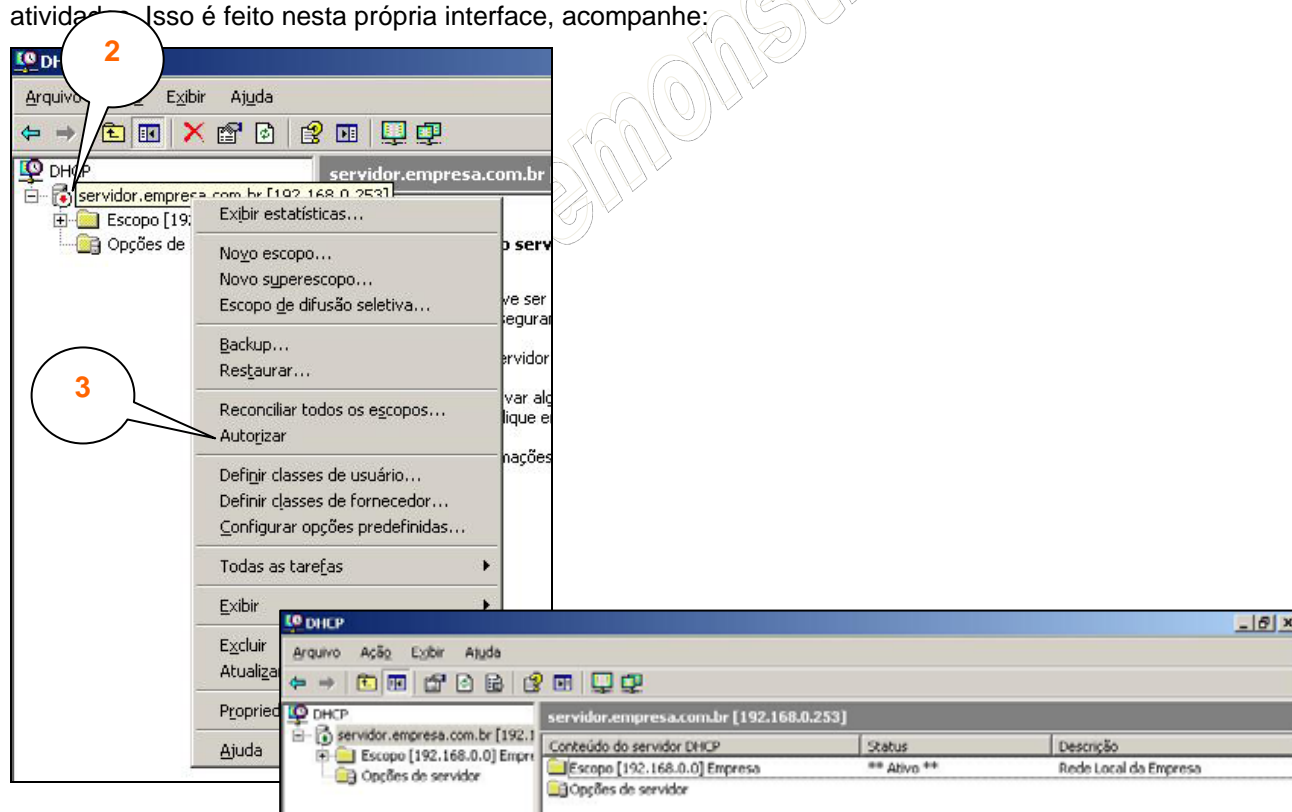 atividades. Isso é feito nesta própria interface, acompanhe:
2
Arquivo Exibir Ajuda
DHCP
servidor.empresa.com.br
servidor.empresa.com.br [192.168.0.253]
Escopo [19
Opções de
Exibir estatísticas...
Novo escopo...
o serv
Novo superescopo...
Escopo de difusão seletiva...
ve ser
segurar
Backup...
ervidor
Restaurar...
3
var alg
Reconciliar todos os escopos...
lique e
Autorizar
mações
Definir classes de usuário...
Definir classes de fornecedor...
Configurar opções predefinidas...
Todas as tarefas
Exibir
Excluir
Atualiza
Propried
Ajuda
DHCP
Arquivo Ação Exibir Ajuda
DHCP
servidor.empresa.com.br [192.168.0.253]
servidor.empresa.com.br [192.1
Conteúdo do servidor DHCP Status Descrição
Escopo [192.168.0.0] Empre
Escopo [192.168.0.0] Empresa ** Ativo ** Rede Local da Empresa
Opções de servidor
Opções de servidor